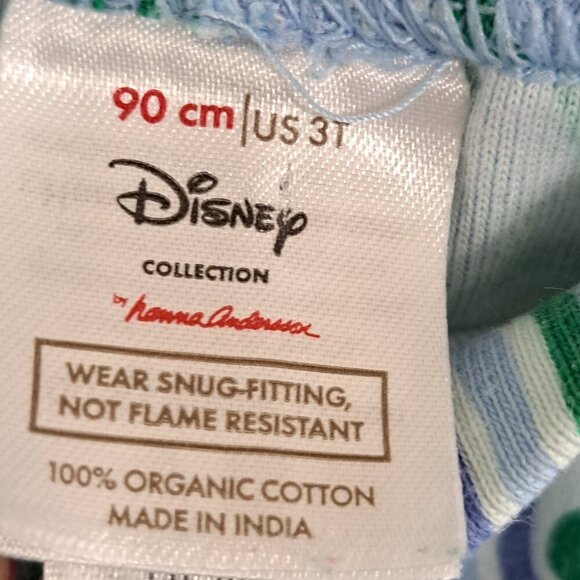 90 cm | US 3T
Disney
COLLECTION
by hanna andersson
WEAR SNUG-FITTING,
NOT FLAME RESISTANT
100% ORGANIC COTTON
MADE IN INDIA